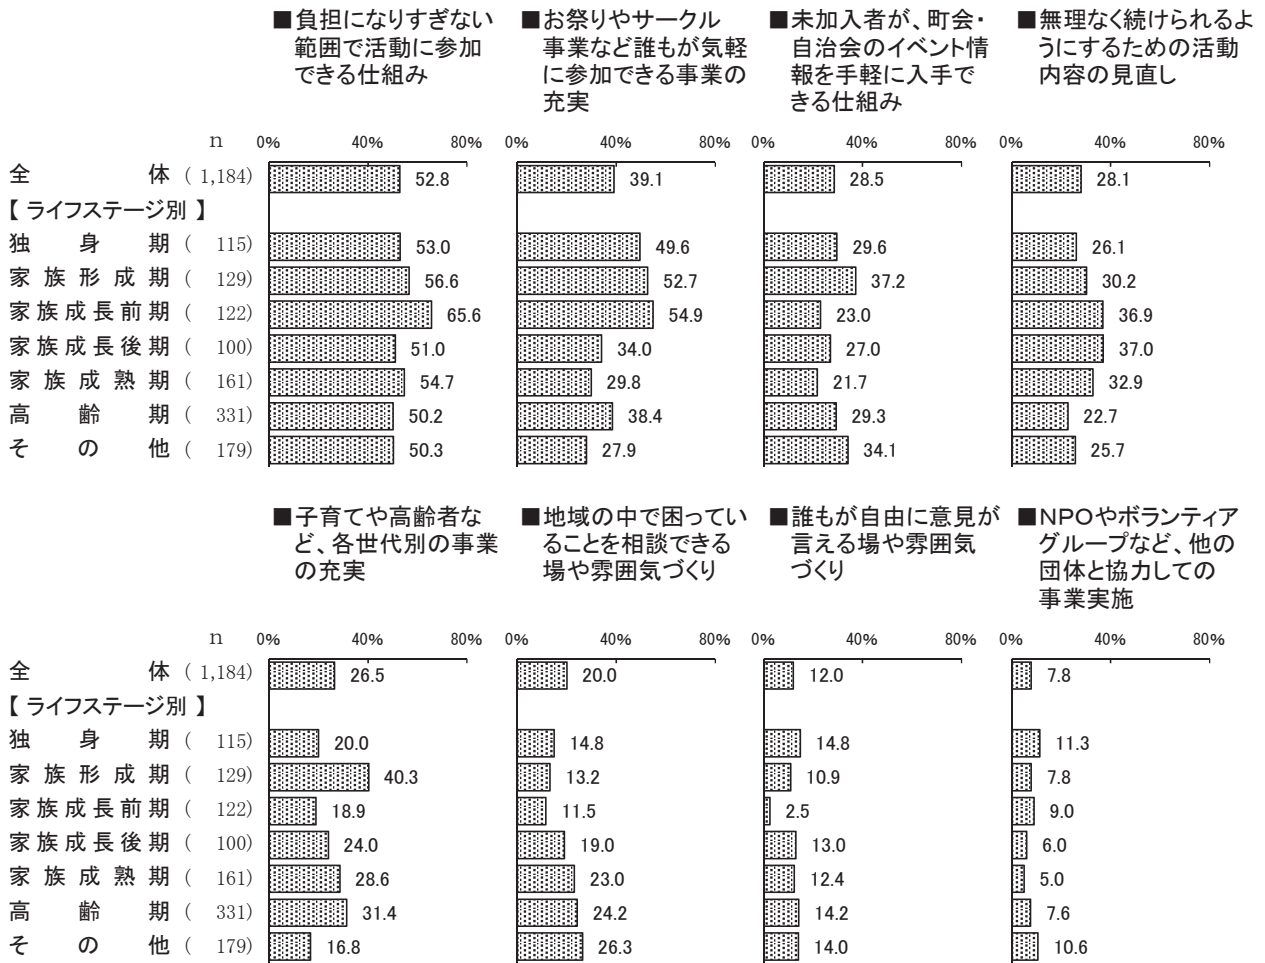 ■負担になりすぎない
範囲で活動に参加
できる仕組み
■お祭りやサークル
事業など誰もが気軽
に参加できる事業の
充実
■未加入者が、町会・
自治会のイベント情
報を手軽に入手で
きる仕組み
■無理なく続けられるよ
うにするための活動
内容の見直し
n 0% 40% 80% 0% 40% 80% 0% 40% 80% 0% 40% 80%
全体 ( 1,184) 52.8 39.1 28.5 28.1
【ライフステージ別】
独身期 ( 115) 53.0 49.6 29.6 26.1
家族形成期 ( 129) 56.6 52.7 37.2 30.2
家族成長前期 ( 122) 65.6 54.9 23.0 36.9
家族成長後期 ( 100) 51.0 34.0 27.0 37.0
家族成熟期 ( 161) 54.7 29.8 21.7 32.9
高齢期 ( 331) 50.2 38.4 29.3 22.7
その他 ( 179) 50.3 27.9 34.1 25.7
■子育てや高齢者な
ど、各世代別の事業
の充実
■地域の中で困ってい
ることを相談できる
場や雰囲気づくり
■誰もが自由に意見が
言える場や雰囲気
づくり
■NPOやボランティア
グループなど、他の
団体と協力しての
事業実施
n 0% 40% 80% 0% 40% 80% 0% 40% 80% 0% 40% 80%
全体 ( 1,184) 26.5 20.0 12.0 7.8
【ライフステージ別】
独身期 ( 115) 20.0 14.8 14.8 11.3
家族形成期 ( 129) 40.3 13.2 10.9 7.8
家族成長前期 ( 122) 18.9 11.5 2.5 9.0
家族成長後期 ( 100) 24.0 19.0 13.0 6.0
家族成熟期 ( 161) 28.6 23.0 12.4 5.0
高齢期 ( 331) 31.4 24.2 14.2 7.6
その他 ( 179) 16.8 26.3 14.0 10.6